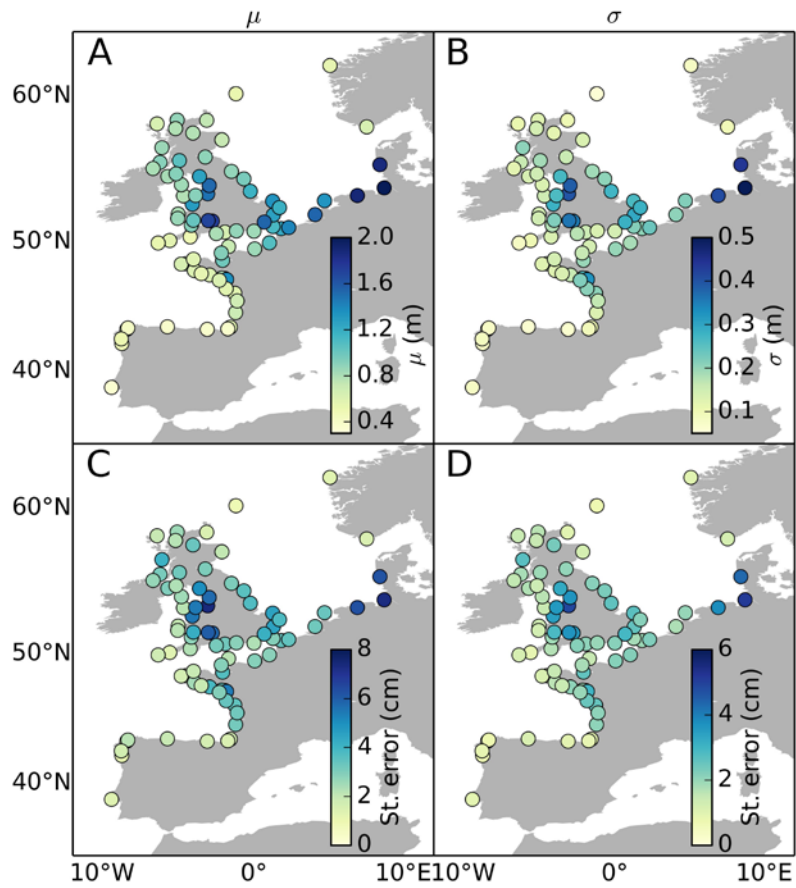 μ
σ
A
B
60°N
50°N
40°N
2.0
1.6
1.2
0.8
0.4
μ (m)
0.5
0.4
0.3
0.2
0.1
σ (m)
C
D
60°N
50°N
40°N
8
6
4
2
0
St. error (cm)
6
4
2
0
St. error (cm)
10°W 0° 10°E 10°W 0° 10°E